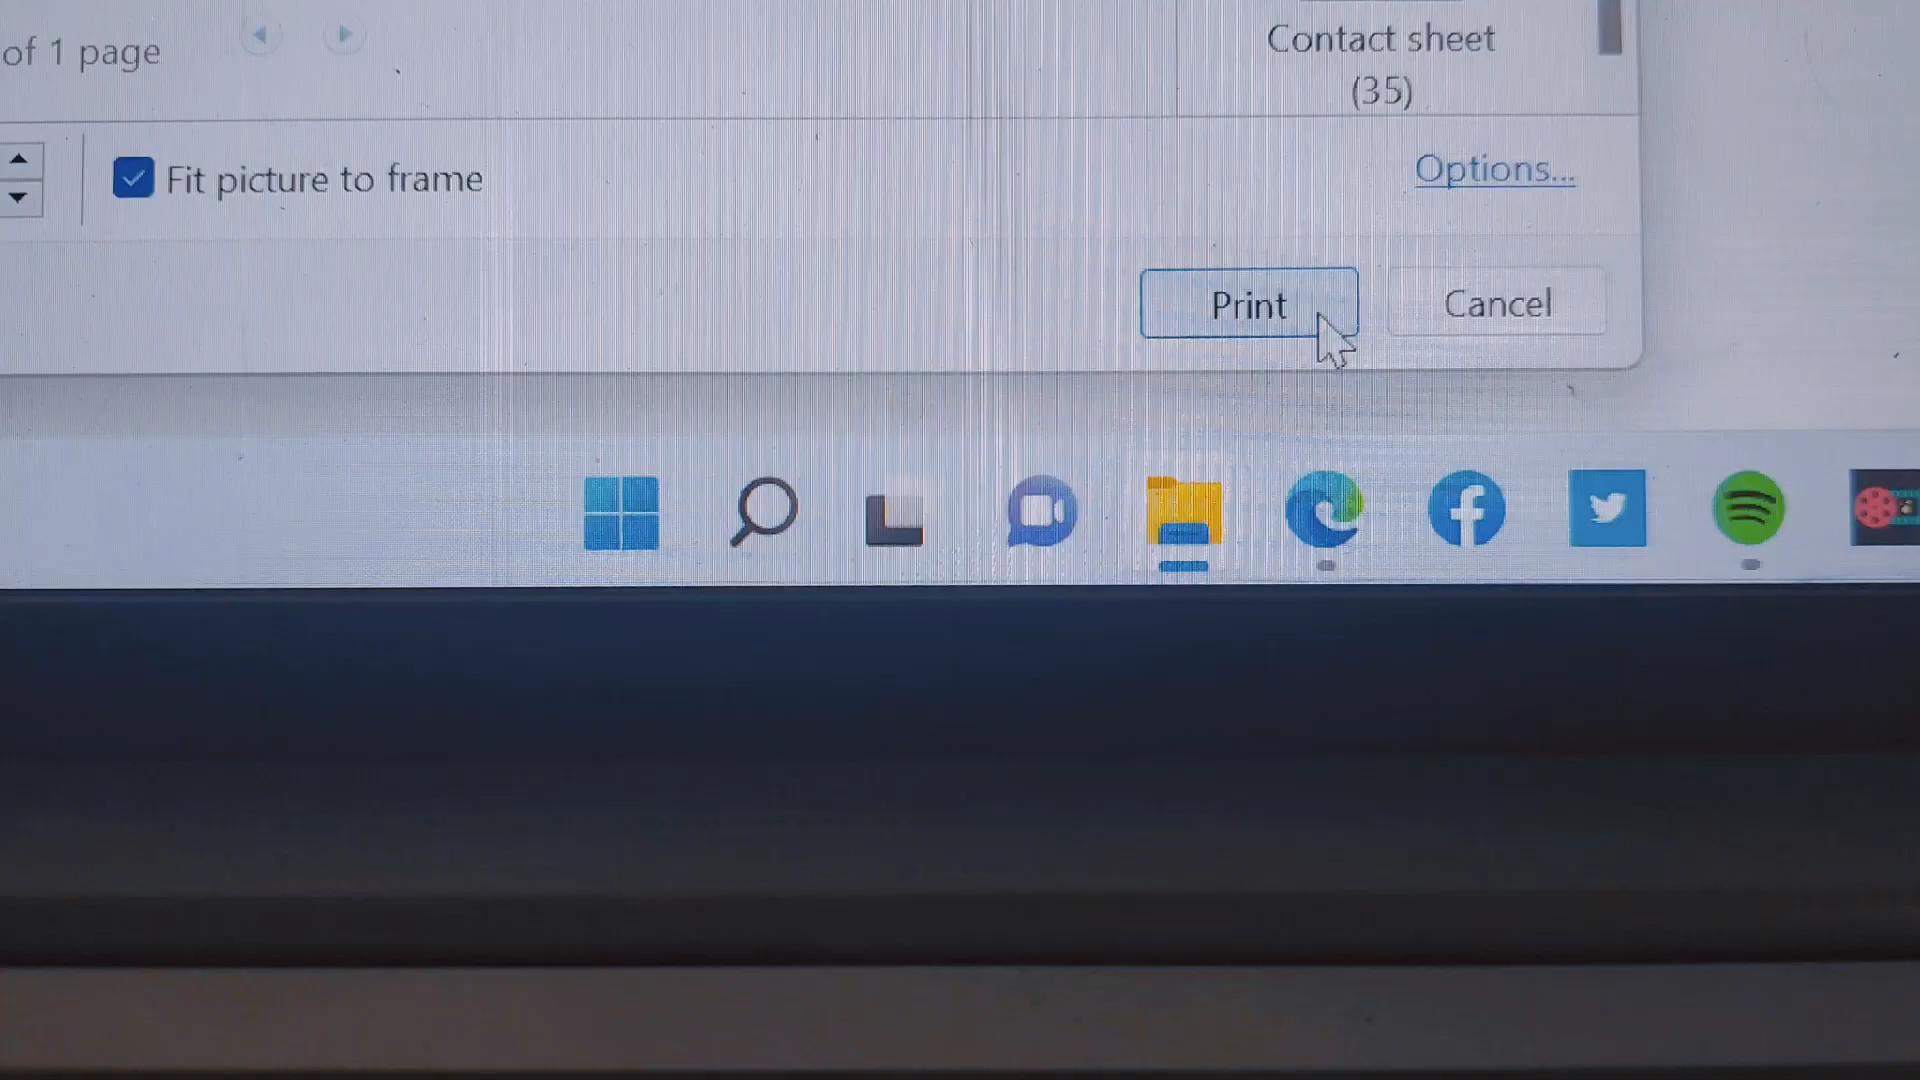 of 1 page
Contact sheet
(35)
Fit picture to frame
Options...
Print
Cancel